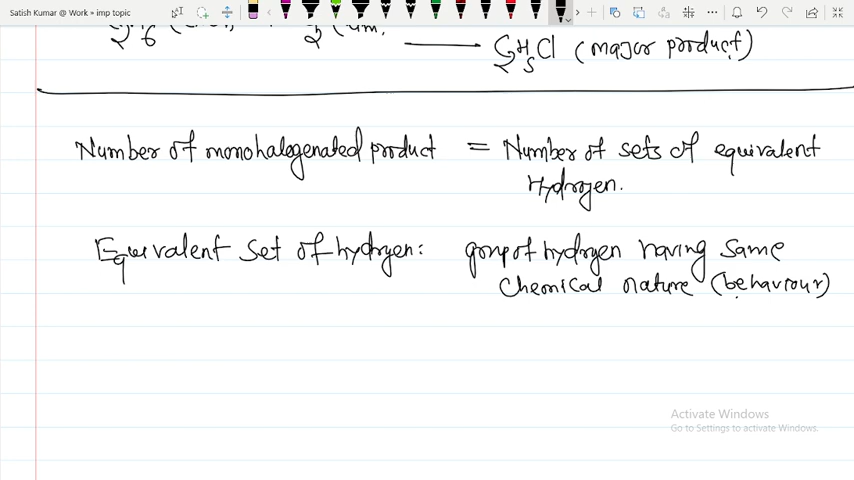 Satish Kumar @ Work » imp topic
C2H5Cl (major product)
Number of monohalogenated product = Number of sets of equivalent
Hydrogen.
Equivalent set of hydrogen: gorup of hydrogen having same
chemical nature (behaviour)
Activate Windows
Go to Settings to activate Windows.